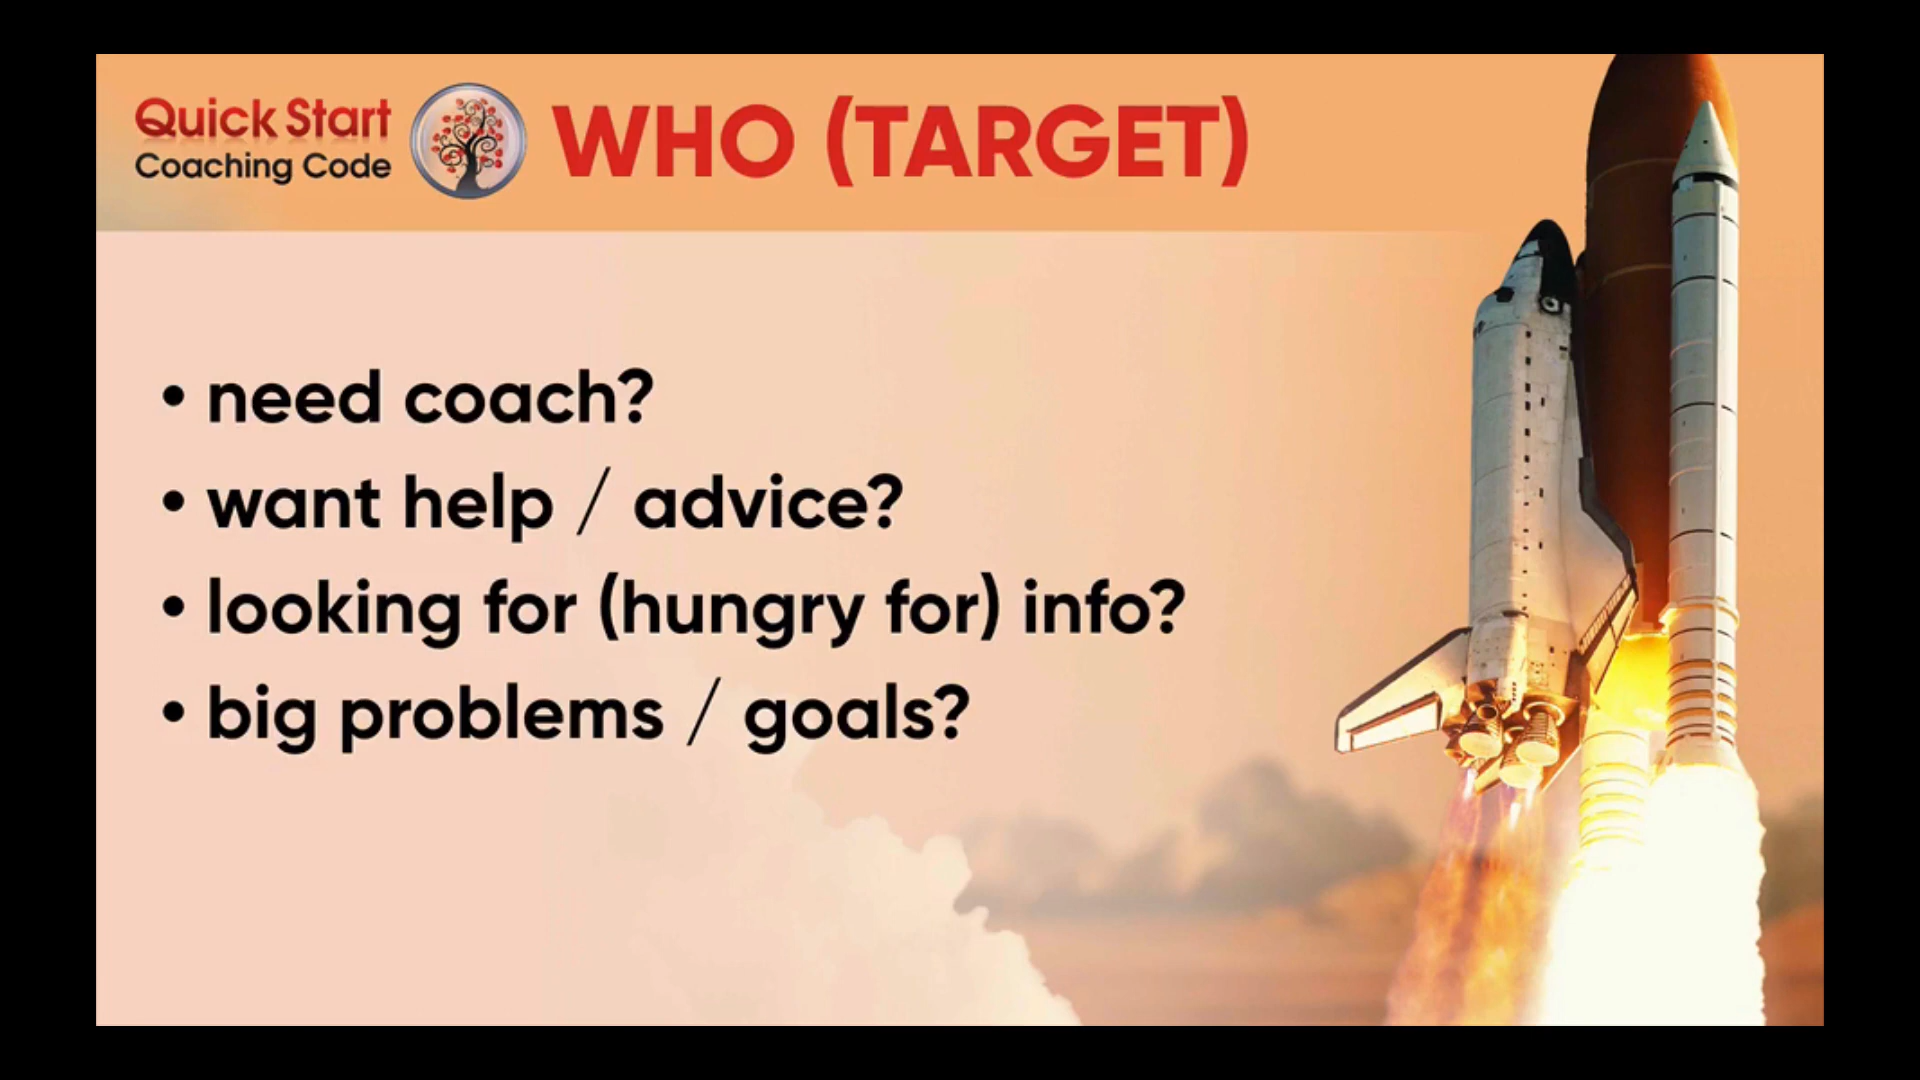 Quick Start
Coaching Code
WHO (TARGET)
• need coach?
• want help / advice?
• looking for (hungry for) info?
• big problems / goals?